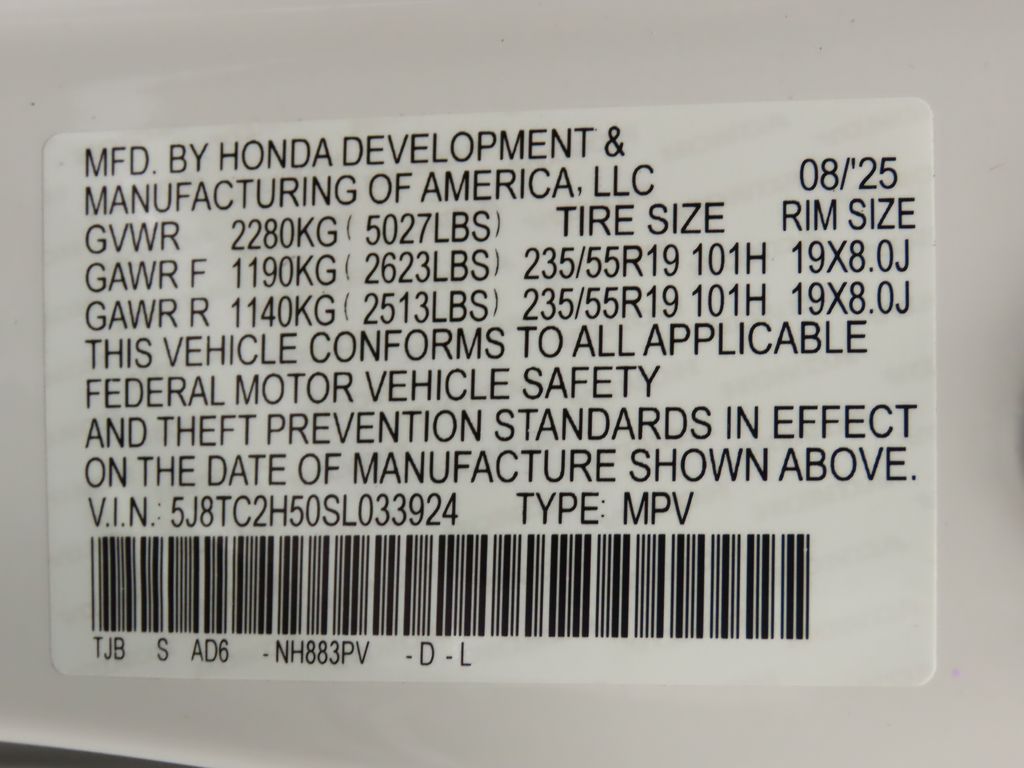 MFD. BY HONDA DEVELOPMENT &
MANUFACTURING OF AMERICA, LLC 08/'25
GVWR 2280KG ( 5027LBS) TIRE SIZE RIM SIZE
GAWR F 1190KG ( 2623LBS) 235/55R19 101H 19X8.0J
GAWR R 1140KG ( 2513LBS) 235/55R19 101H 19X8.0J
THIS VEHICLE CONFORMS TO ALL APPLICABLE
FEDERAL MOTOR VEHICLE SAFETY
AND THEFT PREVENTION STANDARDS IN EFFECT
ON THE DATE OF MANUFACTURE SHOWN ABOVE.
V.I.N.: 5J8TC2H50SL033924 TYPE: MPV
TJB S AD6 -NH883PV -D -L